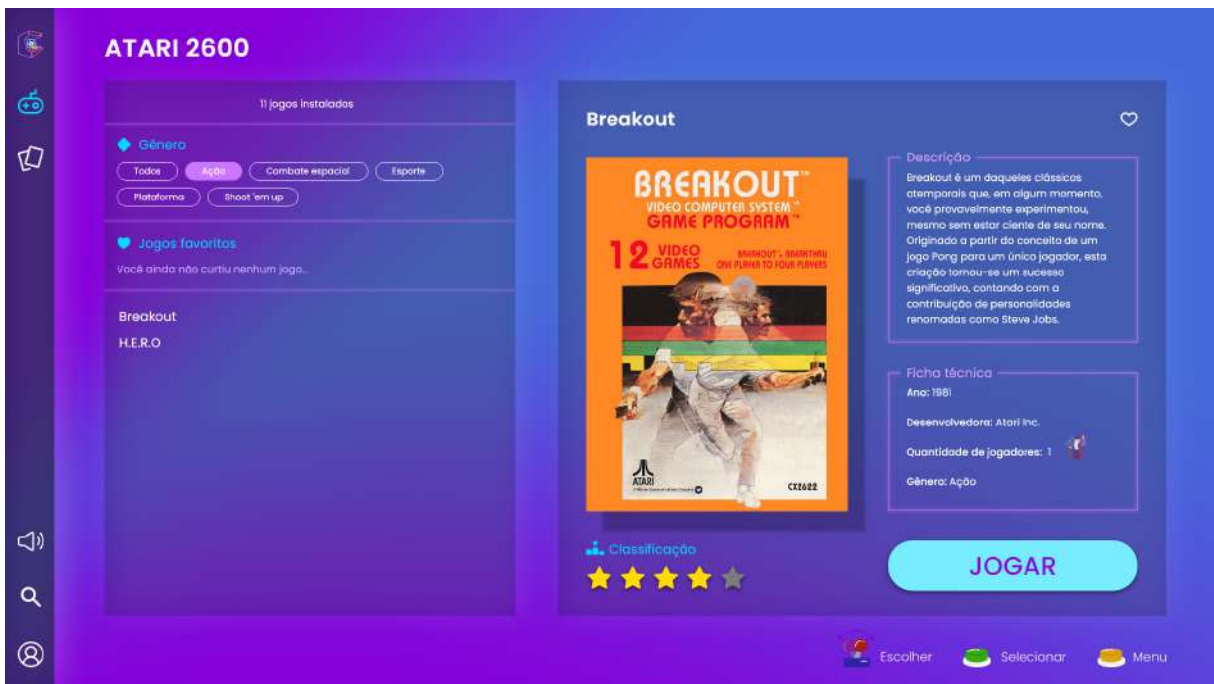 ATARI 2600
11 jogos instalados
Gênero
Todos
Ação
Combate espacial
Esporte
Plataforma
Shoot 'em up
Jogos favoritos
Você ainda não curtiu nenhum jogo...
Breakout
H.E.R.O
Breakout
BREAKOUT™
VIDEO COMPUTER SYSTEM™
GAME PROGRAM™
12 VIDEO GAMES
BREAKOUT, BREAKTHRU
ONE PLAYER TO FOUR PLAYERS
ATARI
CX2622
Classificação
Descrição
Breakout é um daqueles clássicos
atemporais que, em algum momento,
você provavelmente experimentou,
mesmo sem estar ciente de seu nome.
Originado a partir do conceito de um
jogo Pong para um único jogador, esta
criação tornou-se um sucesso
significativo, contando com a
contribuição de personalidades
renomadas como Steve Jobs.
Ficha técnica
Ano: 1981
Desenvolvedora: Atari Inc.
Quantidade de jogadores: 1
Gênero: Ação
JOGAR
Escolher
Selecionar
Menu